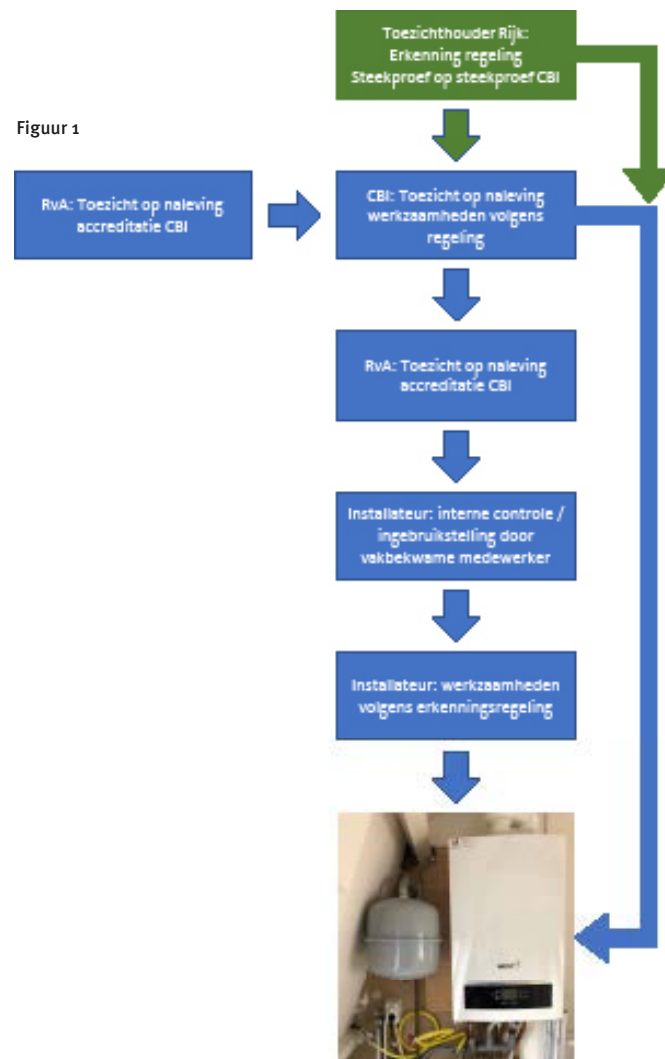 Toezichthouder Rijk:
Erkenning regeling
Steekproef op steekproef CBI
Figuur 1
RvA: Toezicht op naleving
accreditatie CBI
CBI: Toezicht op naleving
werkzaamheden volgens
regeling
RvA: Toezicht op naleving
accreditatie CBI
Installateur: interne controle /
ingebruikstelling door
vakbekwame medewerker
Installateur: werkzaamheden
volgens erkenningsregeling